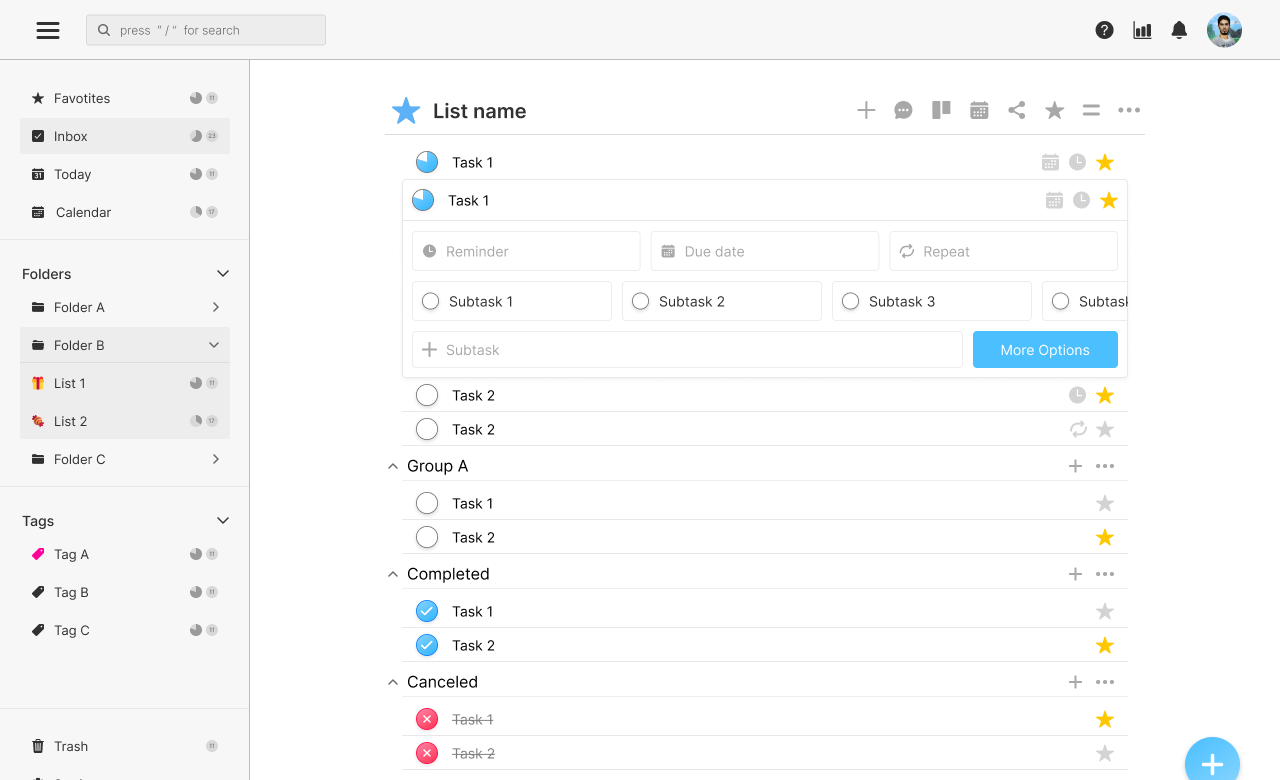 press "/" for search
Favotites 11
Inbox 23
31 Today 11
Calendar 17
Folders
Folder A
Folder B
List 1 11
List 2 17
Folder C
Tags
Tag A 11
Tag B 11
Tag C 11
Trash 11
List name
Task 1
Task 1
Reminder
Due date
Repeat
Subtask 1
Subtask 2
Subtask 3
Subtask
Subtask
More Options
Task 2
Task 2
Group A
Task 1
Task 2
Completed
Task 1
Task 2
Canceled
Task 1
Task 2